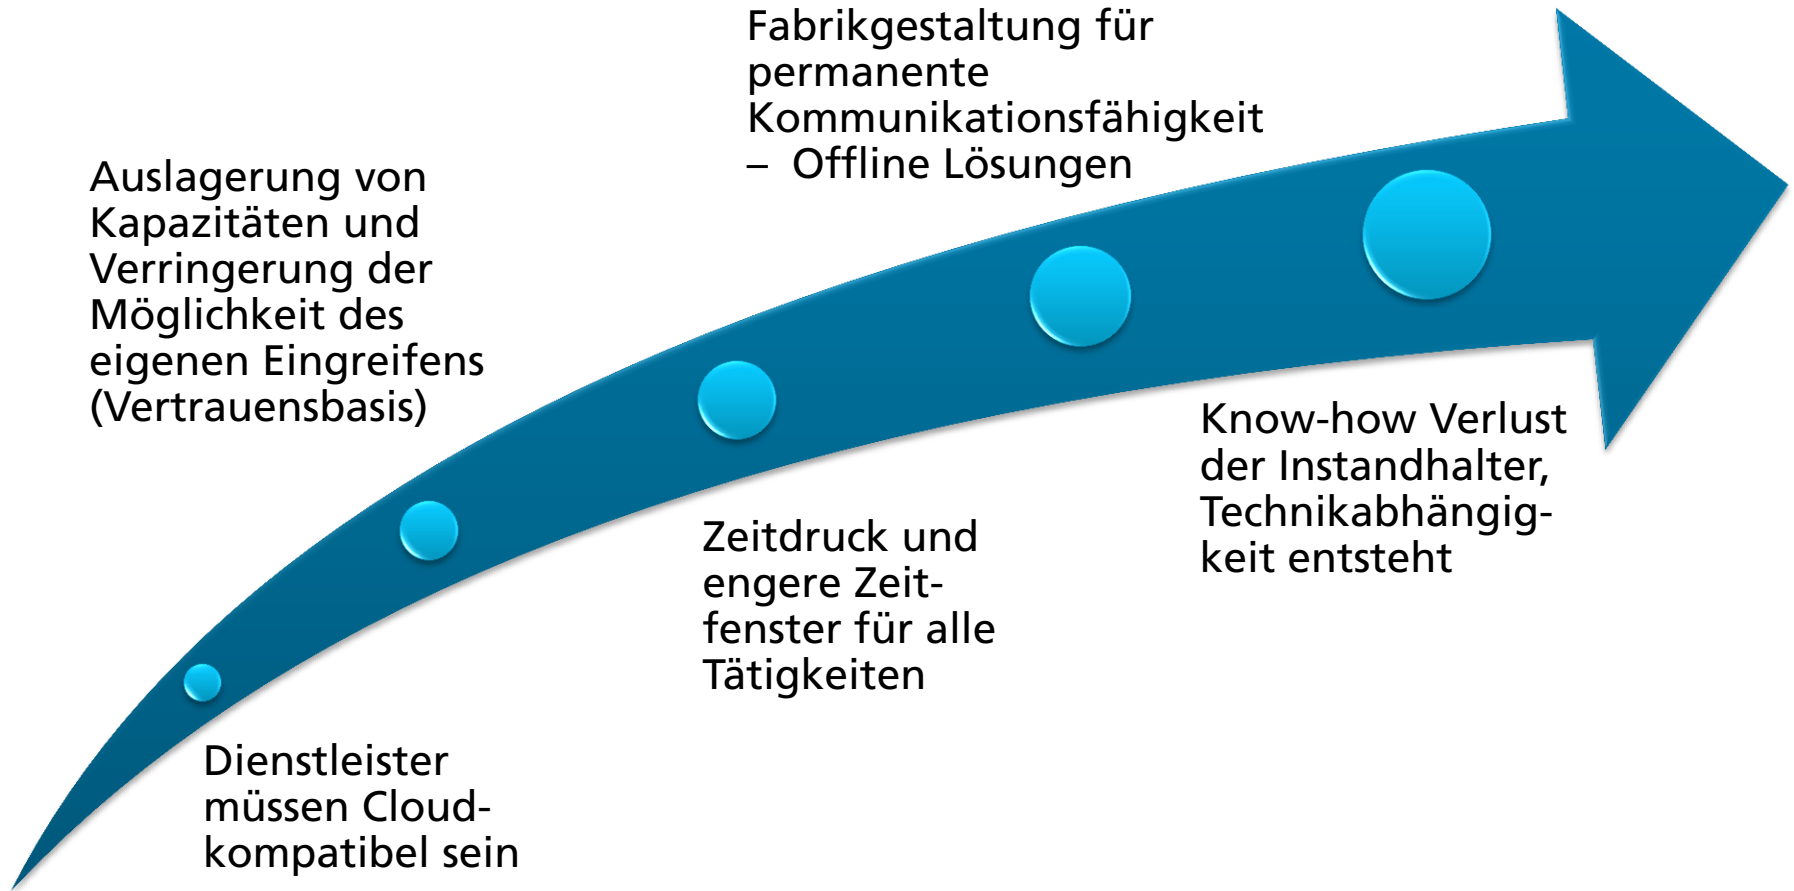 Fabrikgestaltung für
permanente
Kommunikationsfähigkeit
– Offline Lösungen
Auslagerung von
Kapazitäten und
Verringerung der
Möglichkeit des
eigenen Eingreifens
(Vertrauensbasis)
Know-how Verlust
der Instandhalter,
Technikabhängig-
keit entsteht
Zeitdruck und
engere Zeit-
fenster für alle
Tätigkeiten
Dienstleister
müssen Cloud-
kompatibel sein